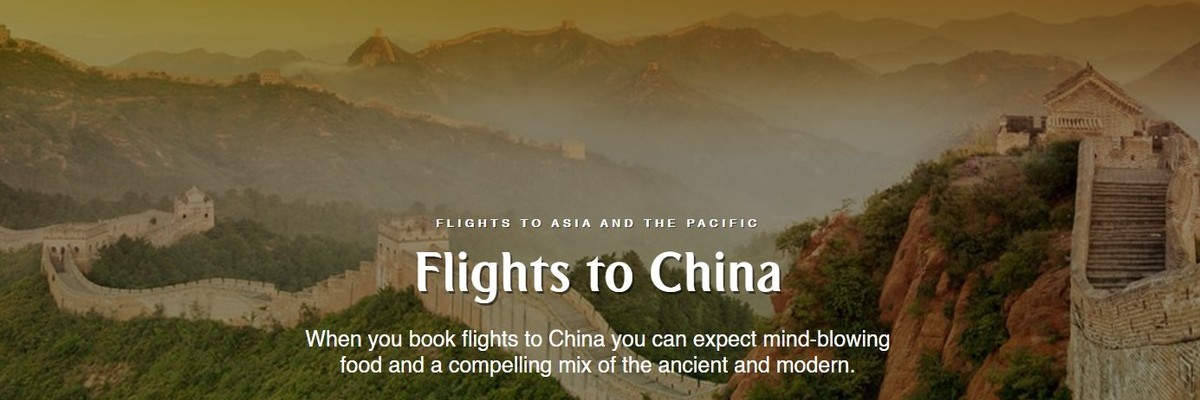 FLIGHTS TO ASIA AND THE PACIFIC
Flights to China
When you book flights to China you can expect mind-blowing
food and a compelling mix of the ancient and modern.